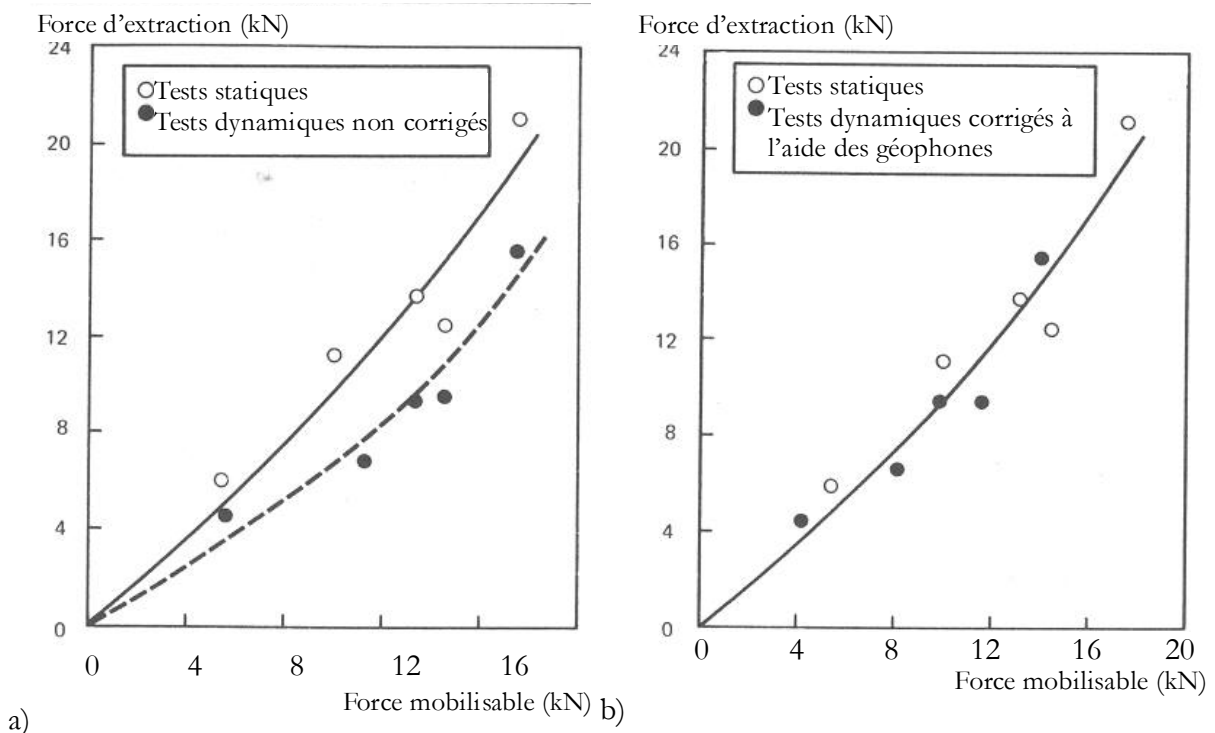 Force d'extraction (kN)
24
Tests statiques
Tests dynamiques non corrigés
20
16
12
8
4
0
0 4 8 12 16
Force mobilisable (kN)
a)
Force d'extraction (kN)
24
Tests statiques
Tests dynamiques corrigés à
l'aide des géophones
20
16
12
8
4
0
0 4 8 12 16 20
Force mobilisable (kN)
b)